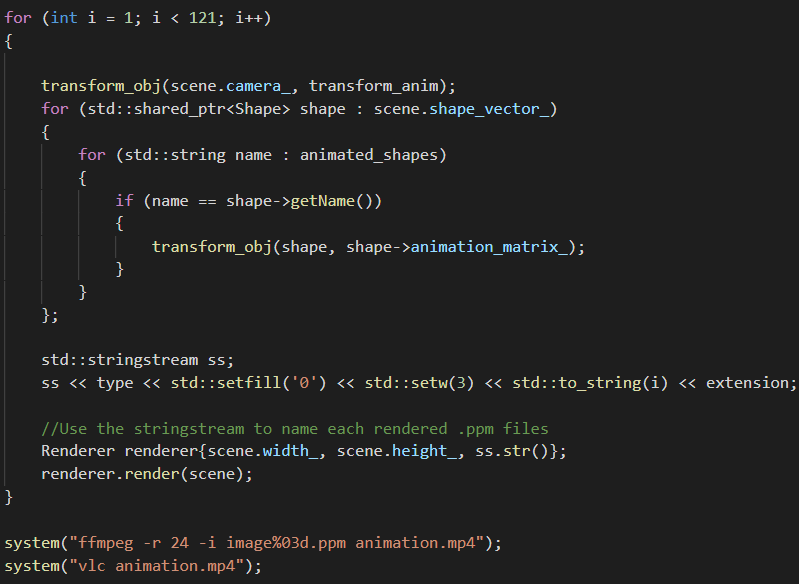 for (int i = 1; i < 121; i++)
{
transform_obj(scene.camera_, transform_anim);
for (std::shared_ptr<Shape> shape : scene.shape_vector_)
{
for (std::string name : animated_shapes)
{
if (name == shape->getName())
{
transform_obj(shape, shape->animation_matrix_);
}
}
};
std::stringstream ss;
ss << type << std::setfill('0') << std::setw(3) << std::to_string(i) << extension;
//Use the stringstream to name each rendered .ppm files
Renderer renderer{scene.width_, scene.height_, ss.str()};
renderer.render(scene);
}
system("ffmpeg -r 24 -i image%03d.ppm animation.mp4");
system("vlc animation.mp4");